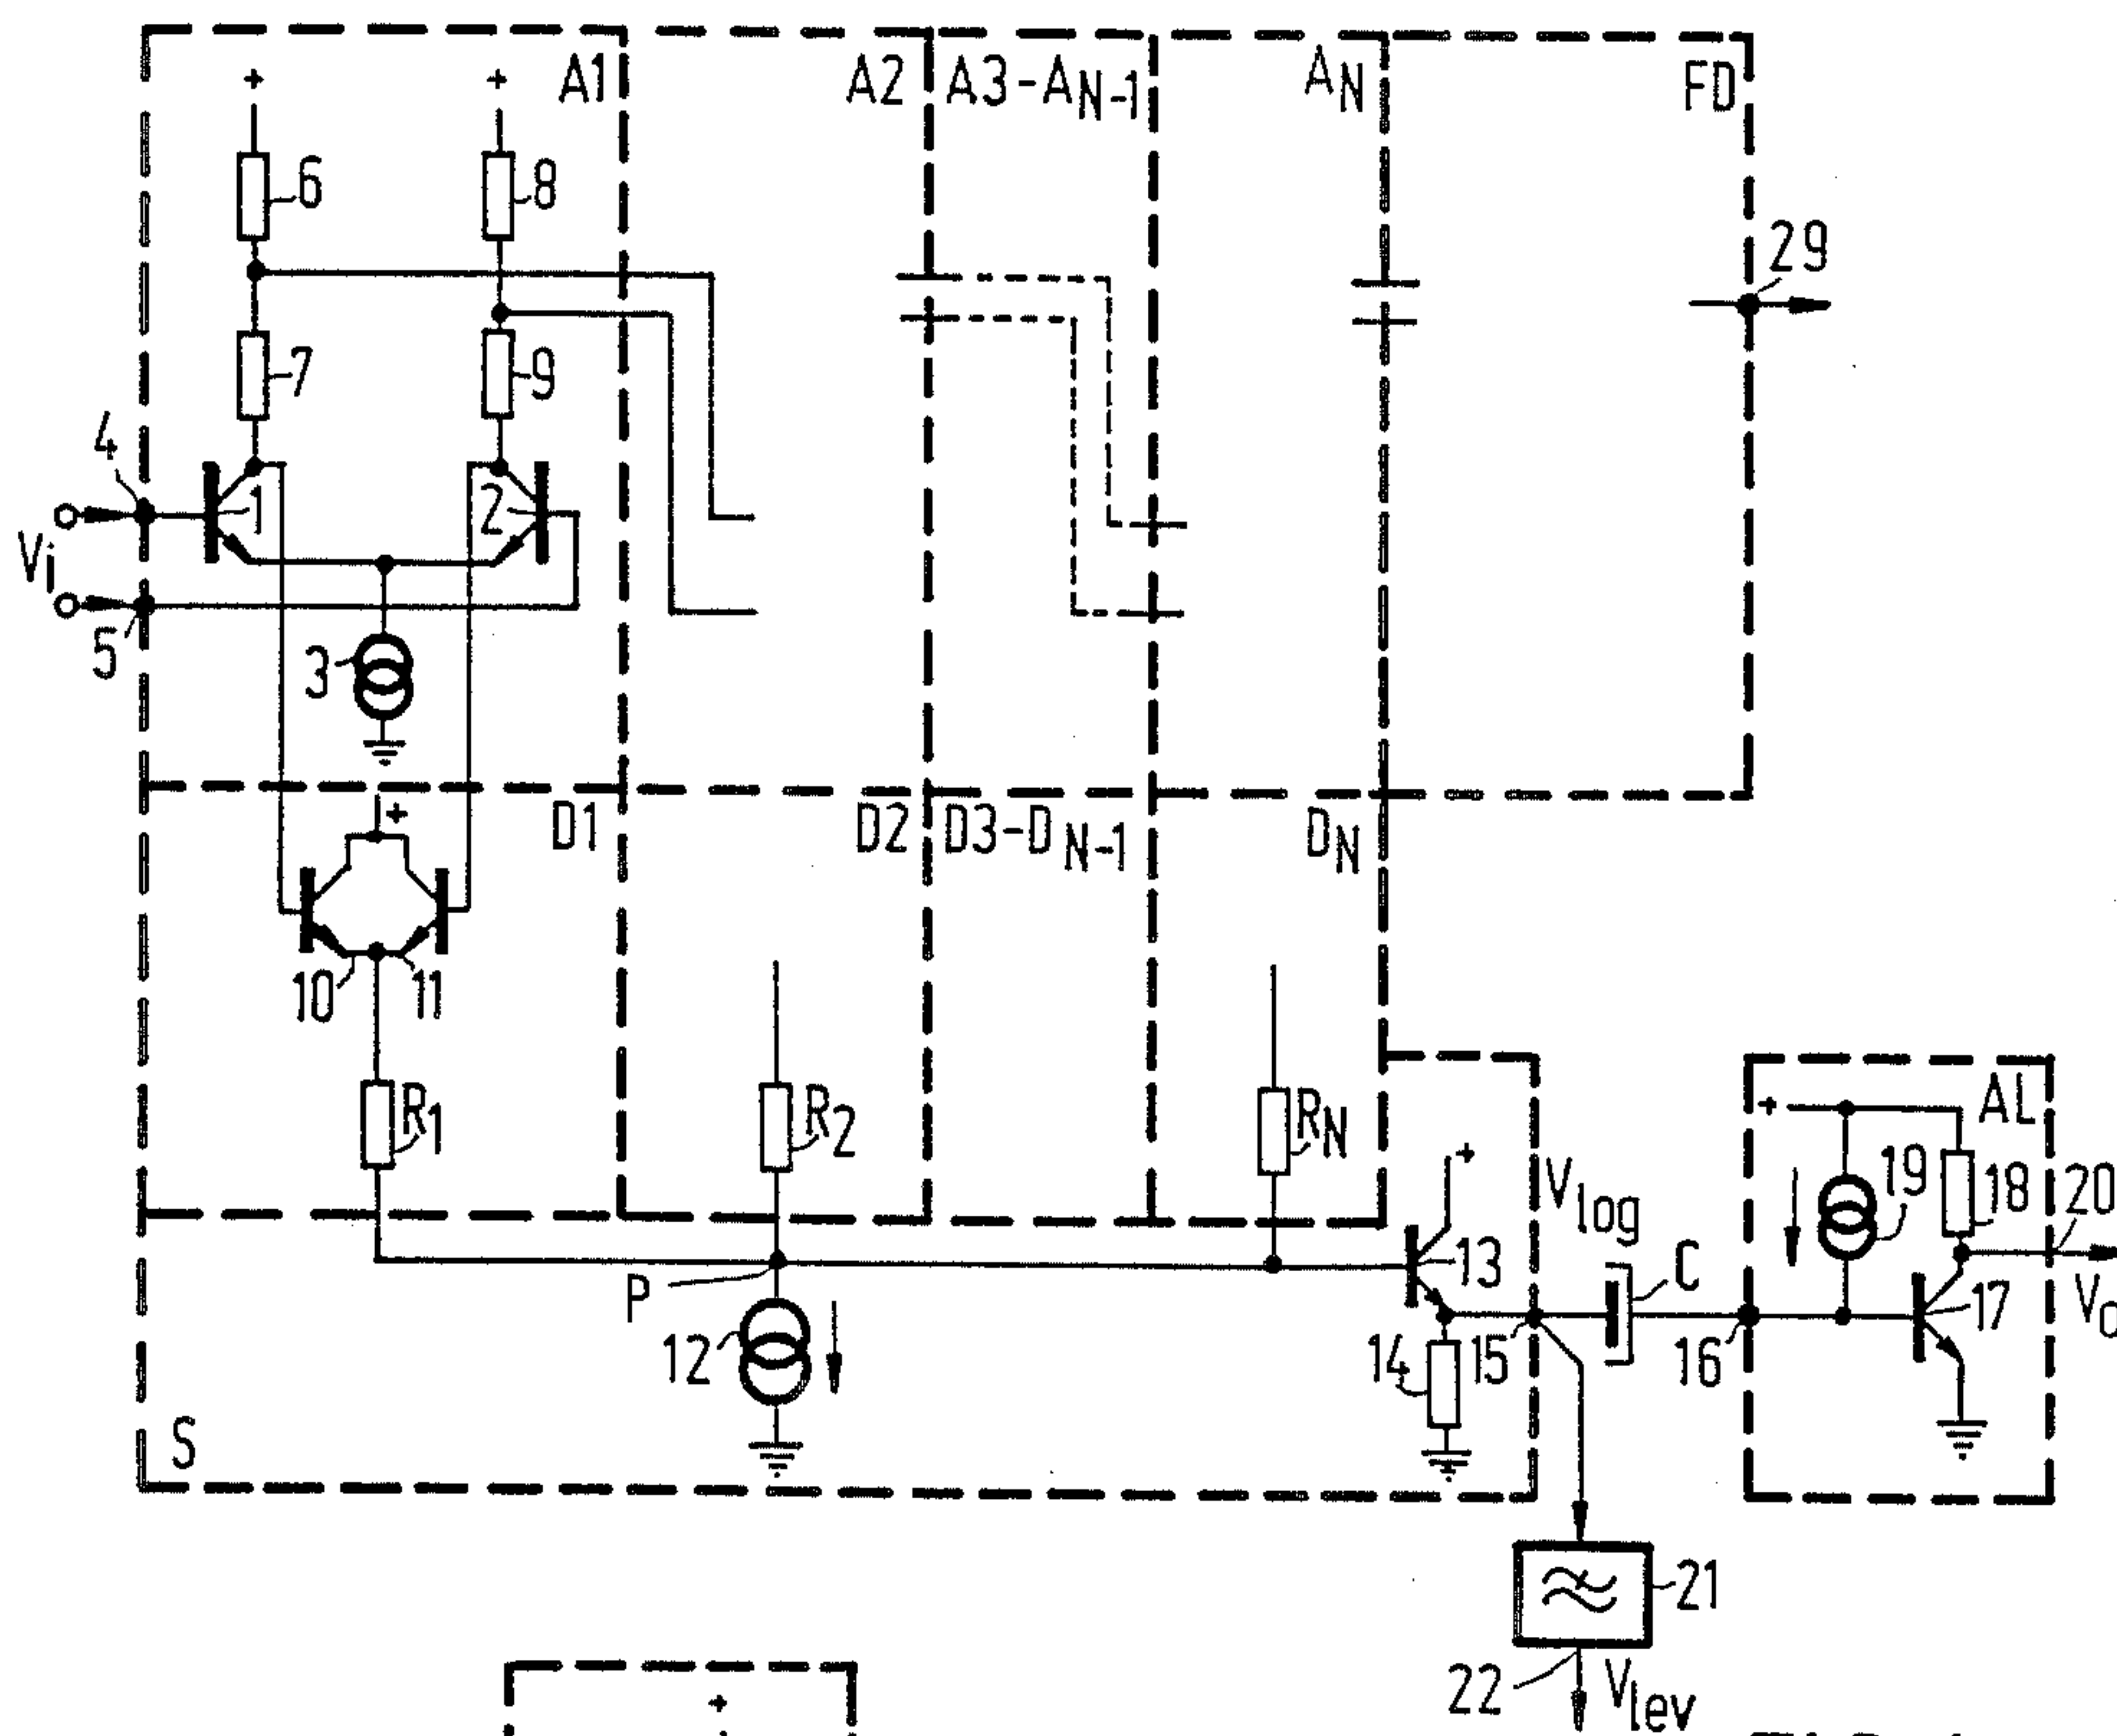 + + A1 A2 A3-AN-1 AN FD
6 8
29
7 9
4
1 2
Vi
5
3
+ D1 D2 D3-DN-1 DN
10 11
R1 R2 RN
+ AL
+ Vlog 19 18 20
P 13 C 17 Vo
12 14 15 16
S
21
22 Vlev
+